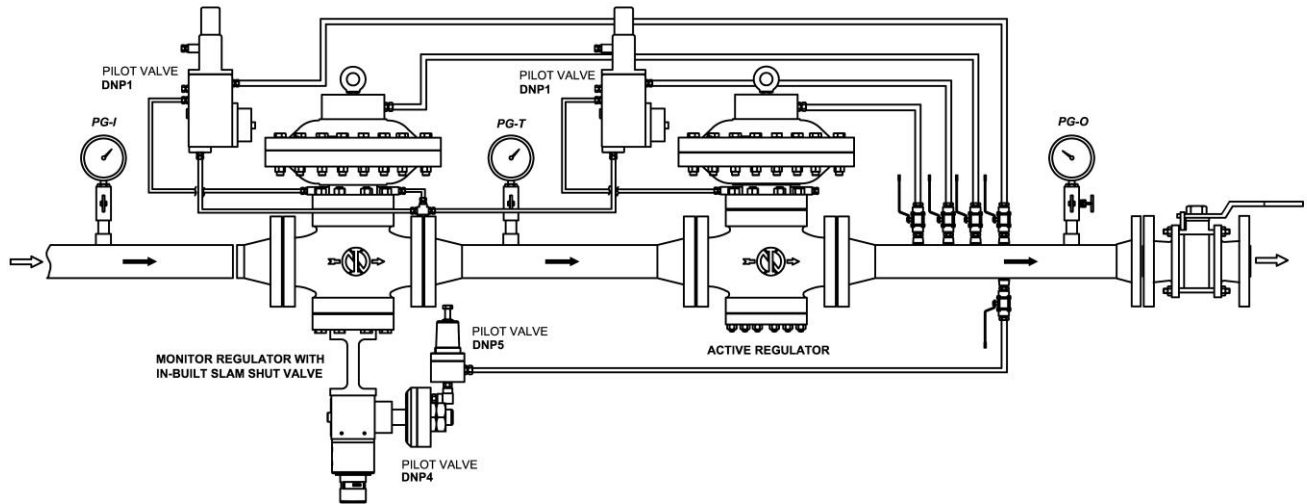 PILOT VALVE
DNP1
PG-I
PG-T
PILOT VALVE
DNP1
PG-O
MONITOR REGULATOR WITH
IN-BUILT SLAM SHUT VALVE
PILOT VALVE
DNP5
ACTIVE REGULATOR
PILOT VALVE
DNP4